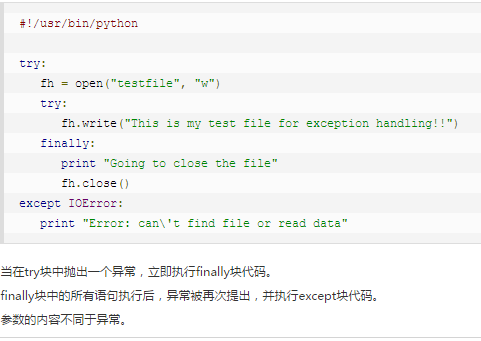 #!/usr/bin/python
try:
fh = open("testfile", "w")
try:
fh.write("This is my test file for exception handling!!")
finally:
print "Going to close the file"
fh.close()
except IOError:
print "Error: can\'t find file or read data"
当在try块中抛出一个异常，立即执行finally块代码。
finally块中的所有语句执行后，异常被再次提出，并执行except块代码。
参数的内容不同于异常。